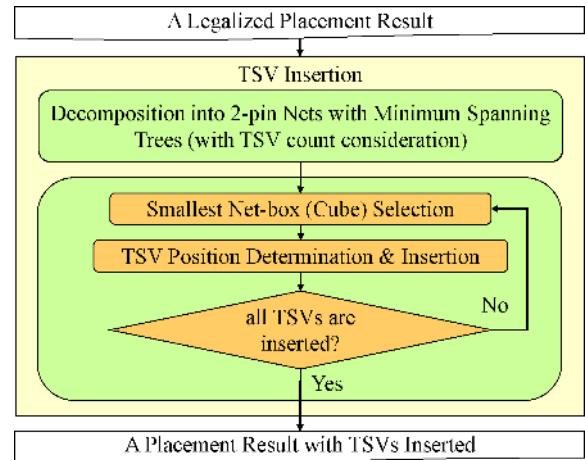 A Legalized Placement Result
TSV Insertion
Decomposition into 2-pin Nets with Minimum Spanning
Trees (with TSV count consideration)
Smallest Net-box (Cube) Selection
TSV Position Determination & Insertion
all TSVs are
inserted?
No
Yes
A Placement Result with TSVs Inserted